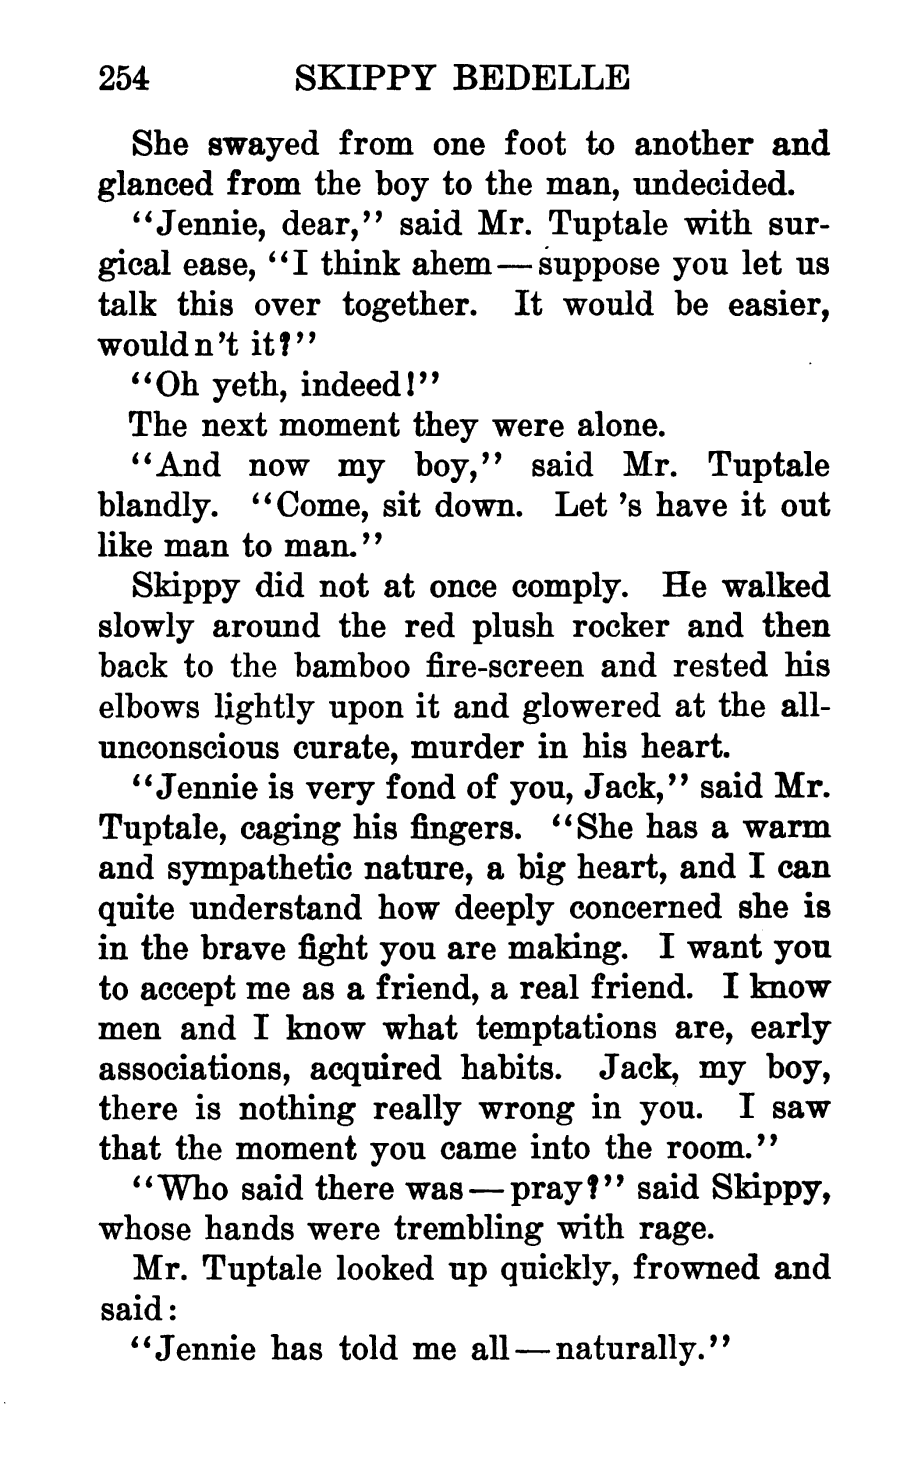 254 SKIPPY BEDELLE
She swayed from one foot to another and
glanced from the boy to the man, undecided.
"Jennie, dear," said Mr. Tuptale with sur-
gical ease, "I think ahem—suppose you let us
talk this over together. It would be easier,
wouldn't it?"
"Oh yeth, indeed!"
The next moment they were alone.
"And now my boy," said Mr. Tuptale
blandly. "Come, sit down. Let 's have it out
like man to man."
Skippy did not at once comply. He walked
slowly around the red plush rocker and then
back to the bamboo fire-screen and rested his
elbows lightly upon it and glowered at the all-
unconscious curate, murder in his heart.
"Jennie is very fond of you, Jack," said Mr.
Tuptale, caging his fingers. "She has a warm
and sympathetic nature, a big heart, and I can
quite understand how deeply concerned she is
in the brave fight you are making. I want you
to accept me as a friend, a real friend. I know
men and I know what temptations are, early
associations, acquired habits. Jack, my boy,
there is nothing really wrong in you. I saw
that the moment you came into the room."
"Who said there was—pray?" said Skippy,
whose hands were trembling with rage.
Mr. Tuptale looked up quickly, frowned and
said:
"Jennie has told me all—naturally."